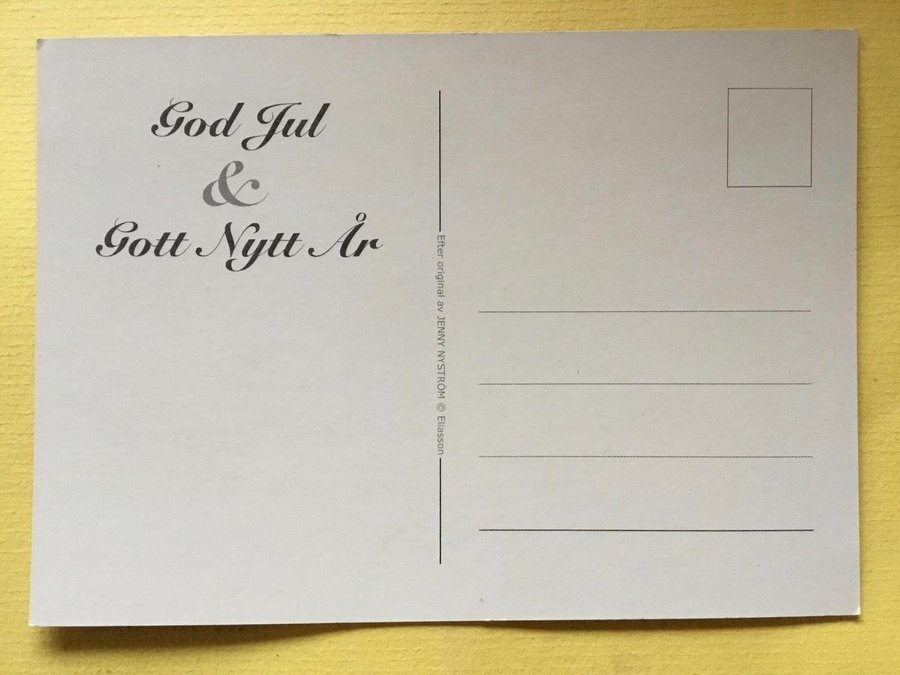 God Jul
&
Gott Nytt År
Efter original av JENNY NYSTRÖM © Eliasson